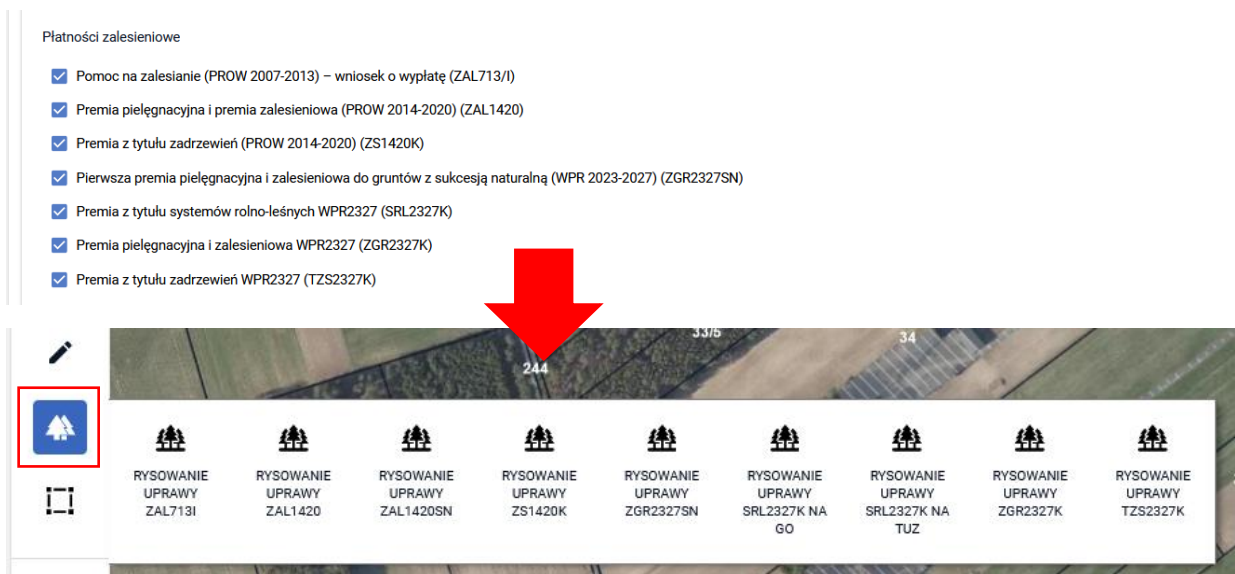 Płatności zalesieniowe
Pomoc na zalesianie (PROW 2007-2013) – wniosek o wypłatę (ZAL713/I)
Premia pielęgnacyjna i premia zalesieniowa (PROW 2014-2020) (ZAL1420)
Premia z tytułu zadrzewień (PROW 2014-2020) (ZS1420K)
Pierwsza premia pielęgnacyjna i zalesieniowa do gruntów z sukcesją naturalną (WPR 2023-2027) (ZGR2327SN)
Premia z tytułu systemów rolno-leśnych WPR2327 (SRL2327K)
Premia pielęgnacyjna i zalesieniowa WPR2327 (ZGR2327K)
Premia z tytułu zadrzewień WPR2327 (TZS2327K)
33/5
34
244
RYSOWANIE
UPRAWY
ZAL713I
RYSOWANIE
UPRAWY
ZAL1420
RYSOWANIE
UPRAWY
ZAL1420SN
RYSOWANIE
UPRAWY
ZS1420K
RYSOWANIE
UPRAWY
ZGR2327SN
RYSOWANIE
UPRAWY
SRL2327K NA
GO
RYSOWANIE
UPRAWY
SRL2327K NA
TUZ
RYSOWANIE
UPRAWY
ZGR2327K
RYSOWANIE
UPRAWY
TZS2327K